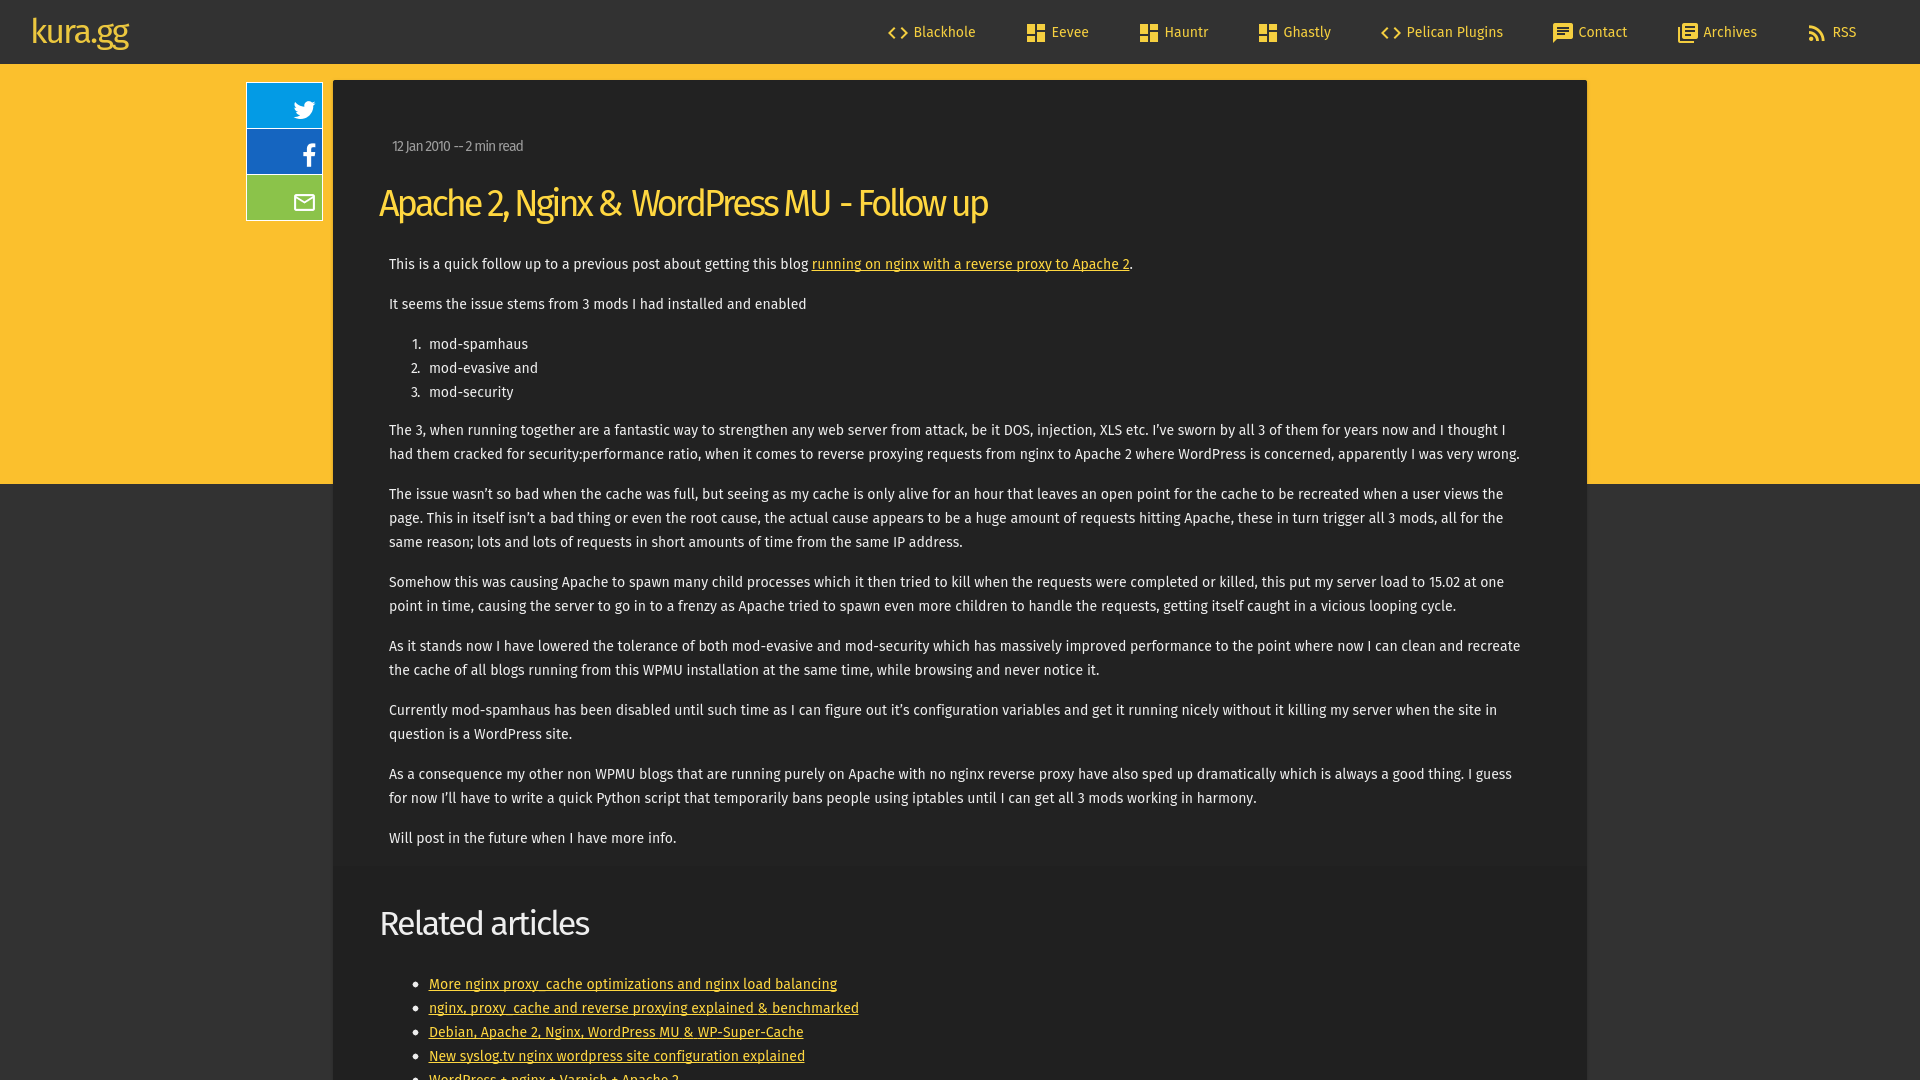 kura.gg
Blackhole
Eevee
Hauntr
Ghastly
Pelican Plugins
Contact
Archives
RSS
12 Jan 2010 -- 2 min read
Apache 2, Nginx & WordPress MU - Follow up
This is a quick follow up to a previous post about getting this blog running on nginx with a reverse proxy to Apache 2.
It seems the issue stems from 3 mods I had installed and enabled
1. mod-spamhaus
2. mod-evasive and
3. mod-security
The 3, when running together are a fantastic way to strengthen any web server from attack, be it DOS, injection, XLS etc. I’ve sworn by all 3 of them for years now and I thought I
had them cracked for security:performance ratio, when it comes to reverse proxying requests from nginx to Apache 2 where WordPress is concerned, apparently I was very wrong.
The issue wasn’t so bad when the cache was full, but seeing as my cache is only alive for an hour that leaves an open point for the cache to be recreated when a user views the
page. This in itself isn’t a bad thing or even the root cause, the actual cause appears to be a huge amount of requests hitting Apache, these in turn trigger all 3 mods, all for the
same reason; lots and lots of requests in short amounts of time from the same IP address.
Somehow this was causing Apache to spawn many child processes which it then tried to kill when the requests were completed or killed, this put my server load to 15.02 at one
point in time, causing the server to go in to a frenzy as Apache tried to spawn even more children to handle the requests, getting itself caught in a vicious looping cycle.
As it stands now I have lowered the tolerance of both mod-evasive and mod-security which has massively improved performance to the point where now I can clean and recreate
the cache of all blogs running from this WPMU installation at the same time, while browsing and never notice it.
Currently mod-spamhaus has been disabled until such time as I can figure out it’s configuration variables and get it running nicely without it killing my server when the site in
question is a WordPress site.
As a consequence my other non WPMU blogs that are running purely on Apache with no nginx reverse proxy have also sped up dramatically which is always a good thing. I guess
for now I’ll have to write a quick Python script that temporarily bans people using iptables until I can get all 3 mods working in harmony.
Will post in the future when I have more info.
Related articles
More nginx proxy_cache optimizations and nginx load balancing
nginx, proxy_cache and reverse proxying explained & benchmarked
Debian, Apache 2, Nginx, WordPress MU & WP-Super-Cache
New syslog.tv nginx wordpress site configuration explained
WordPress + nginx + Varnish + Apache 2